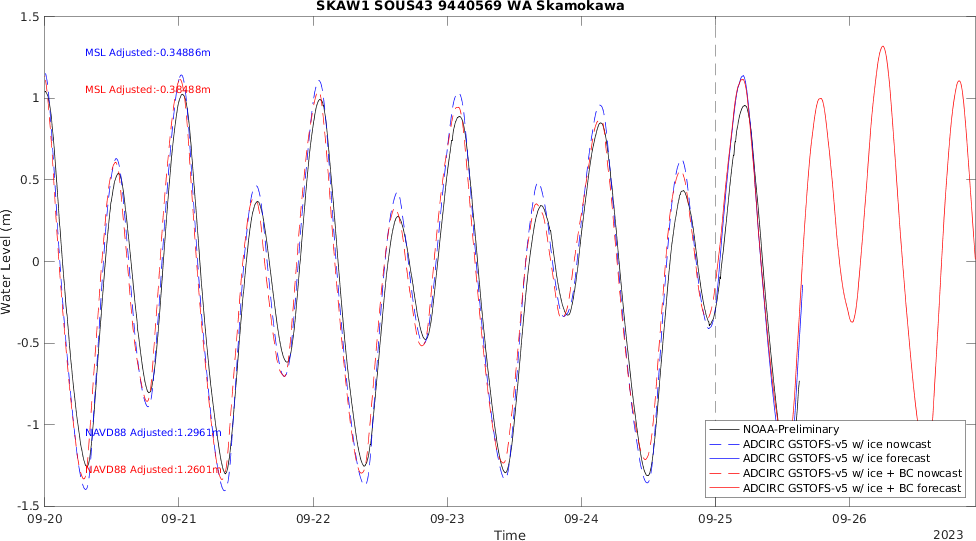 SKAW1 SOUS43 9440569 WA Skamokawa
1.5
MSL Adjusted:-0.34886m
MSL Adjusted:-0.38488m
1
0.5
0
-0.5
-1
-1.5
Water Level (m)
NAVD88 Adjusted:1.2961m
NAVD88 Adjusted:1.2601m
NOAA-Preliminary
ADCIRC GSTOFS-v5 w/ ice nowcast
ADCIRC GSTOFS-v5 w/ ice forecast
ADCIRC GSTOFS-v5 w/ ice + BC nowcast
ADCIRC GSTOFS-v5 w/ ice + BC forecast
09-20 09-21 09-22 09-23 09-24 09-25 09-26
Time
2023